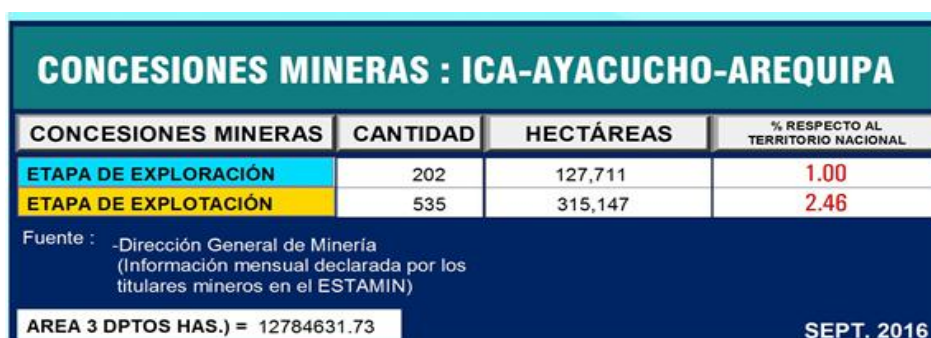 CONCESIONES MINERAS : ICA-AYACUCHO-AREQUIPA
CONCESIONES MINERAS CANTIDAD HECTÁREAS % RESPECTO AL TERRITORIO NACIONAL
ETAPA DE EXPLORACIÓN 202 127,711 1.00
ETAPA DE EXPLOTACIÓN 535 315,147 2.46
Fuente : -Dirección General de Minería
(Información mensual declarada por los
titulares mineros en el ESTAMIN)
AREA 3 DPTOS HAS.) = 12784631.73
SEPT. 2016